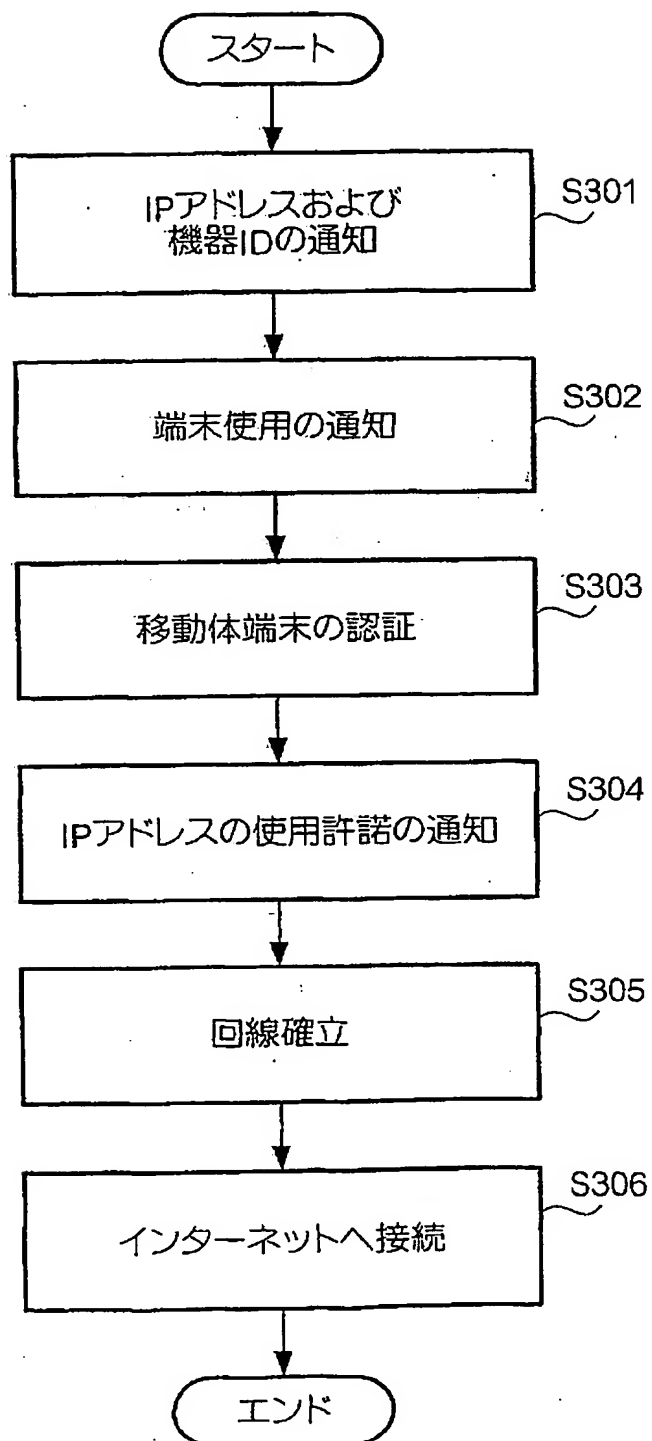 スタート
IPアドレスおよび
機器IDの通知
S301
端末使用の通知
S302
移動体端末の認証
S303
IPアドレスの使用許諾の通知
S304
回線確立
S305
インターネットへ接続
S306
エンド